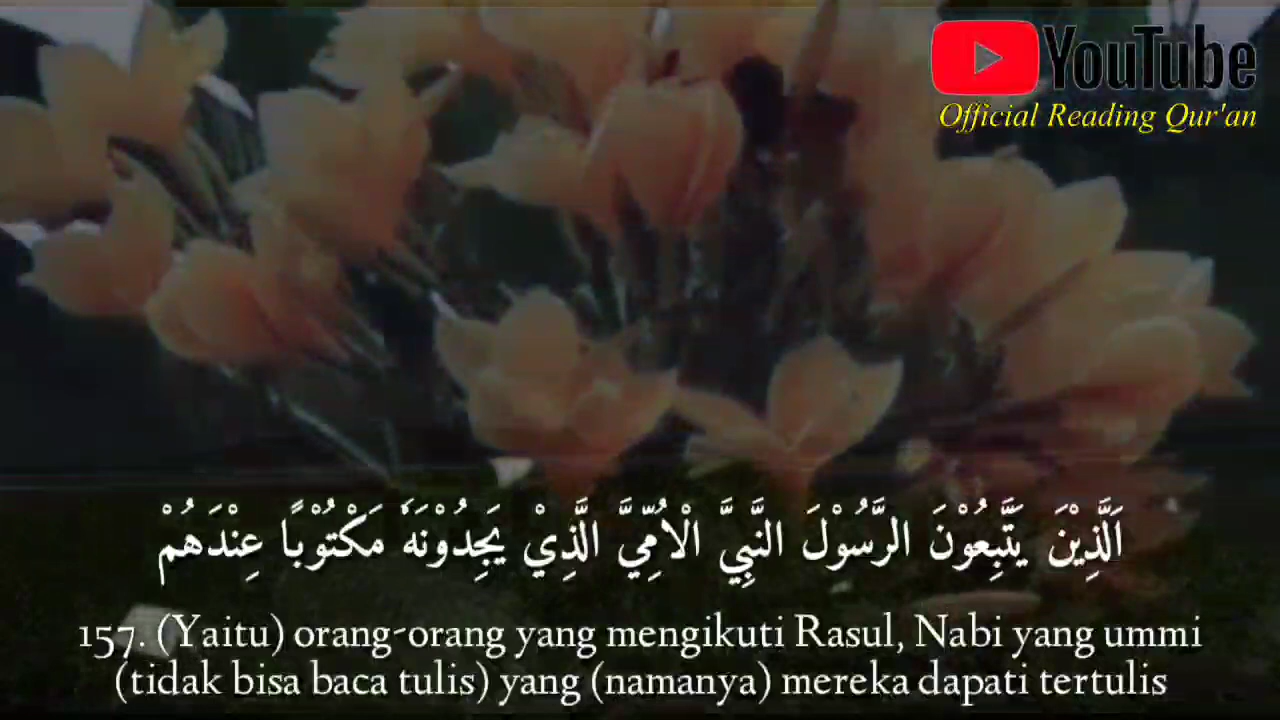 YouTube
Official Reading Qur'an
اَلَّذِيْنَ يَتَّبِعُوْنَ الرَّسُوْلَ النَّبِيَّ الْاُمِّيَّ الَّذِيْ يَجِدُوْنَهٗ مَكْتُوْبًا عِنْدَهُمْ
157. (Yaitu) orang-orang yang mengikuti Rasul, Nabi yang ummi
(tidak bisa baca tulis) yang (namanya) mereka dapati tertulis